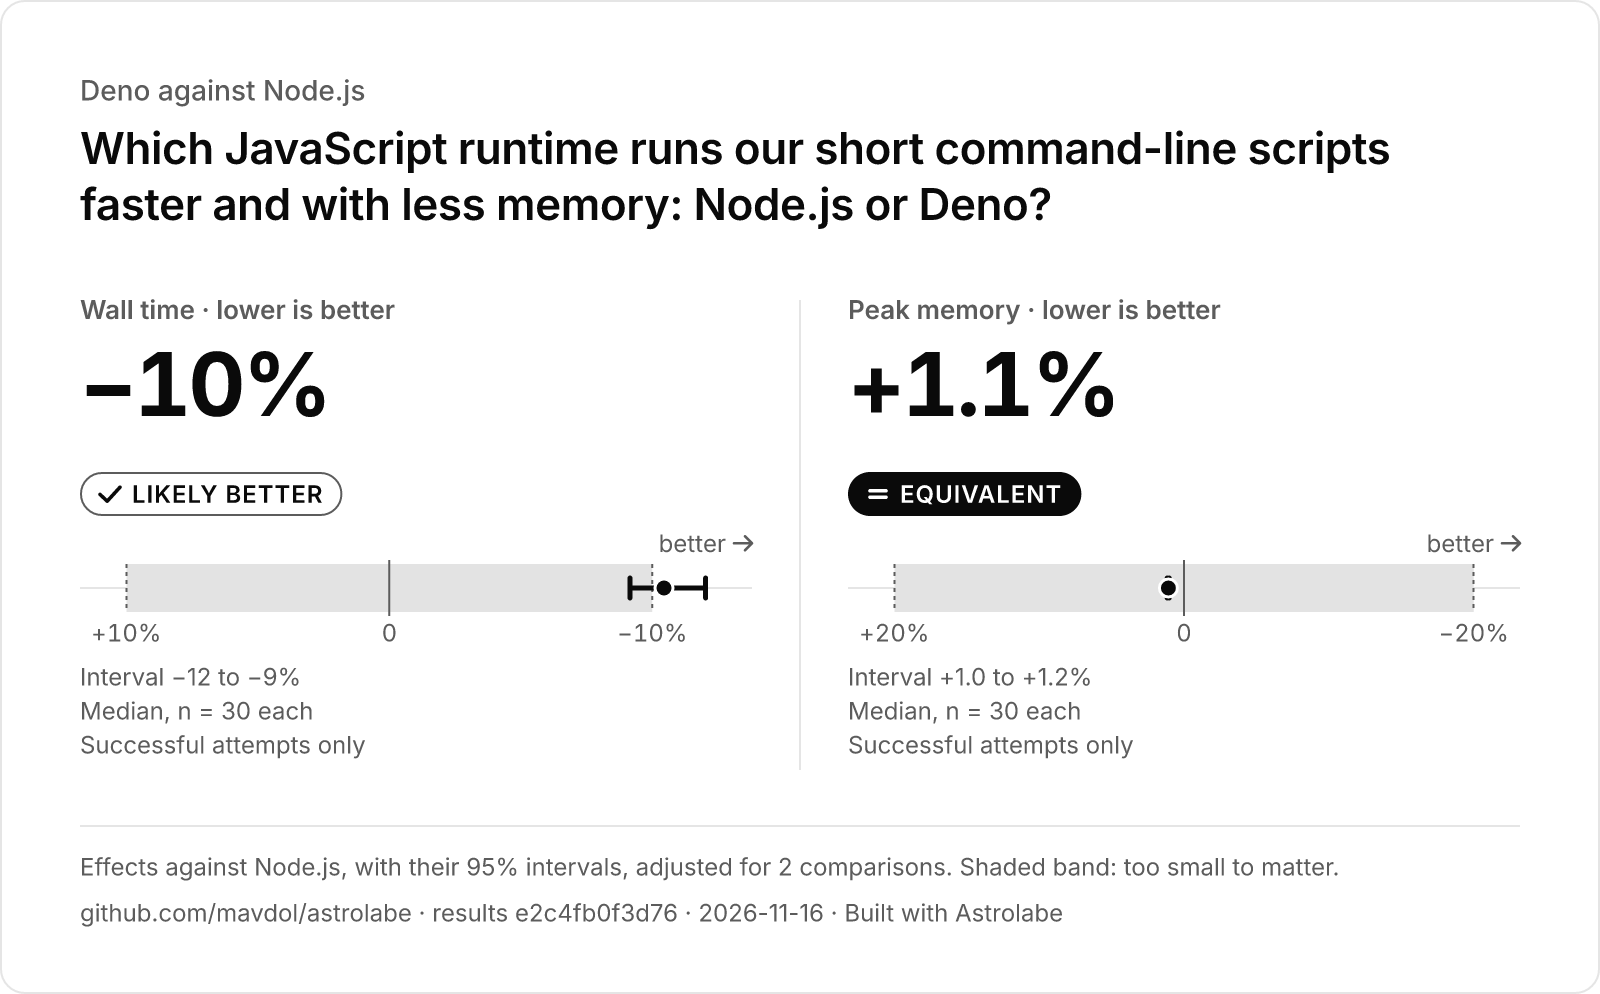 Deno against Node.js
Which JavaScript runtime runs our short command-line scripts
faster and with less memory: Node.js or Deno?
Wall time · lower is better
−10%
✓ LIKELY BETTER
better →
+10%
0
−10%
Interval −12 to −9%
Median, n = 30 each
Successful attempts only
Peak memory · lower is better
+1.1%
= EQUIVALENT
better →
+20%
0
−20%
Interval +1.0 to +1.2%
Median, n = 30 each
Successful attempts only
Effects against Node.js, with their 95% intervals, adjusted for 2 comparisons. Shaded band: too small to matter.
github.com/mavdol/astrolabe · results e2c4fb0f3d76 · 2026-11-16 · Built with Astrolabe